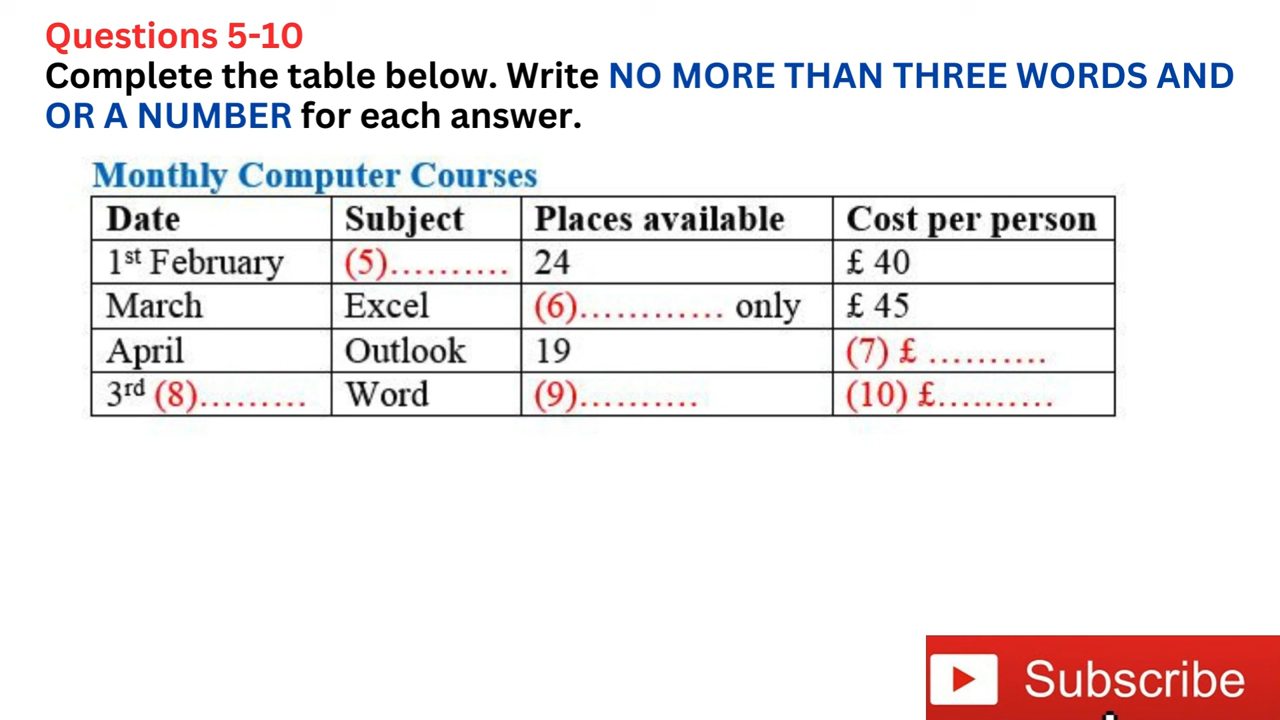 Questions 5-10
Complete the table below. Write NO MORE THAN THREE WORDS AND
OR A NUMBER for each answer.
Monthly Computer Courses
Date Subject Places available Cost per person
1st February (5).......... 24 £ 40
March Excel (6)............ only £ 45
April Outlook 19 (7) £ ..........
3rd (8)......... Word (9).......... (10) £..........
Subscribe